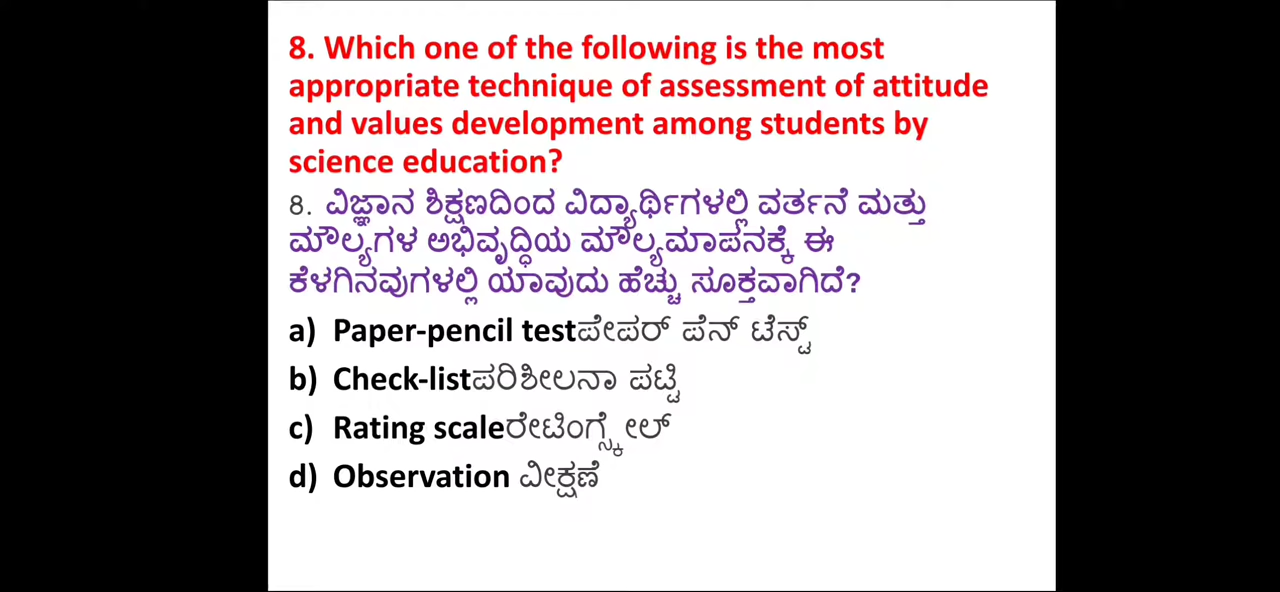 8. Which one of the following is the most
appropriate technique of assessment of attitude
and values development among students by
science education?
8. ವಿಜ್ಞಾನ ಶಿಕ್ಷಣದಿಂದ ವಿದ್ಯಾರ್ಥಿಗಳಲ್ಲಿ ವರ್ತನೆ ಮತ್ತು
ಮೌಲ್ಯಗಳ ಅಭಿವೃದ್ಧಿಯ ಮೌಲ್ಯಮಾಪನಕ್ಕೆ ಈ
ಕೆಳಗಿನವುಗಳಲ್ಲಿ ಯಾವುದು ಹೆಚ್ಚು ಸೂಕ್ತವಾಗಿದೆ?
a) Paper-pencil testಪೇಪರ್ ಪೆನ್ ಟೆಸ್ಟ್
b) Check-listಪರಿಶೀಲನಾ ಪಟ್ಟಿ
c) Rating scaleರೇಟಿಂಗ್ಸ್ಕೇಲ್
d) Observation ವೀಕ್ಷಣೆ